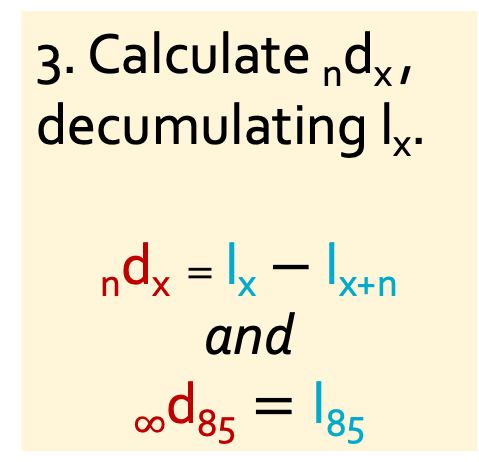 3. Calculate ₙdₓ,
decumulating lₓ.
ₙdₓ = lₓ − lₓ₊ₙ
and
∞d₈₅ = l₈₅